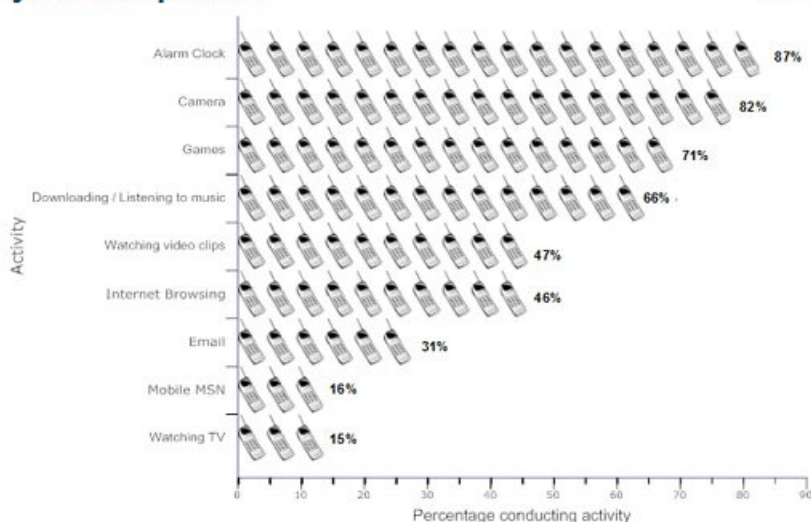 Alarm Clock
87%
Camera
82%
Games
71%
Downloading / Listening to music
66%
Watching video clips
47%
Internet Browsing
46%
Email
31%
Mobile MSN
16%
Watching TV
15%
Activity
0 10 20 30 40 50 60 70 80 90
Percentage conducting activity